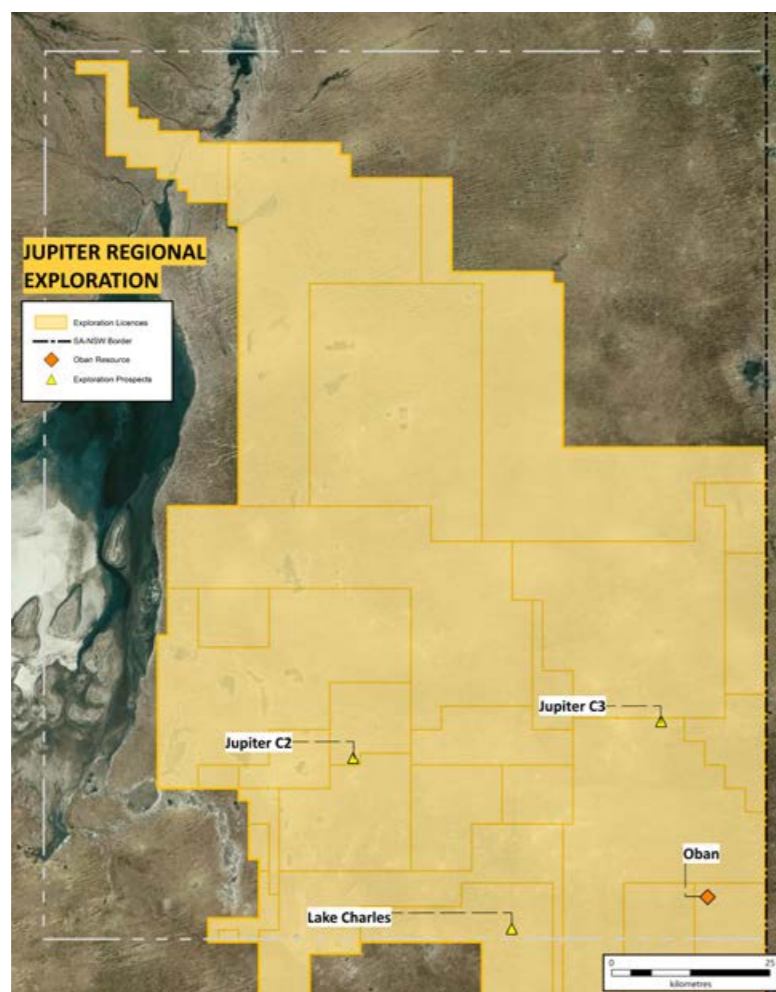 JUPITER REGIONAL
EXPLORATION
Exploration Licences
SA-NSW Border
Oban Resource
Exploration Prospects
Jupiter C3
Jupiter C2
Oban
Lake Charles
0 25
kilometres